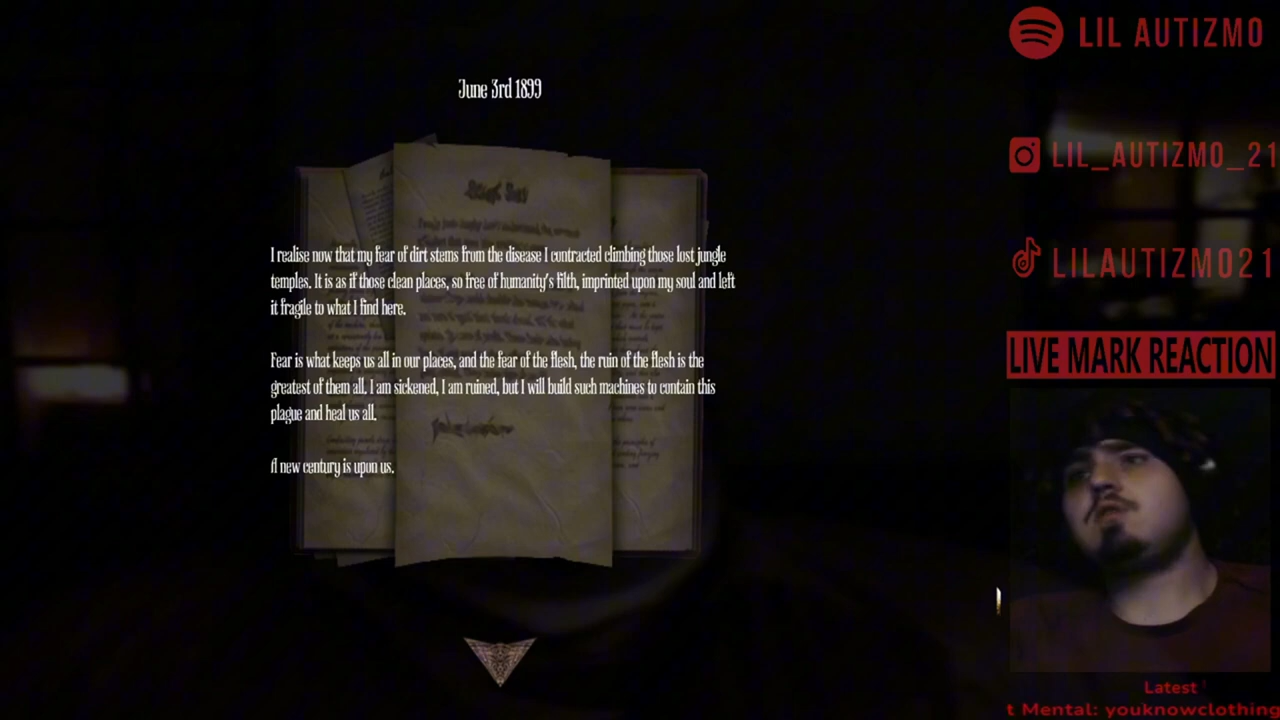 June 3rd 1899
I realise now that my fear of dirt stems from the disease I contracted climbing those lost jungle
temples. It is as if those clean places, so free of humanity's filth, imprinted upon my soul and left
it fragile to what I find here.
Fear is what keeps us all in our places, and the fear of the flesh, the ruin of the flesh is the
greatest of them all. I am sickened, I am ruined, but I will build such machines to contain this
plague and heal us all.
A new century is upon us.
LIL AUTIZMO
LIL_AUTIZMO_21
LILAUTIZMO21
LIVE MARK REACTION
Latest
t Mental: youknowclothing